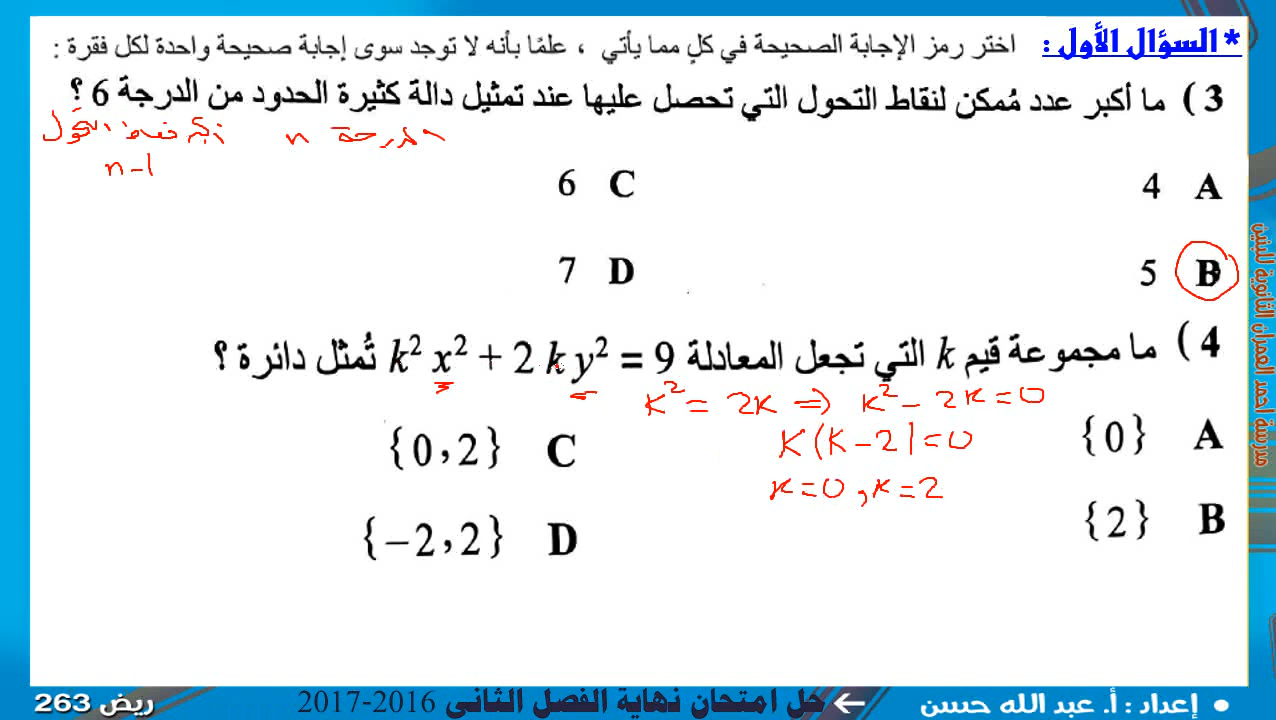 * السؤال الأول : اختر رمز الإجابة الصحيحة في كلٍ مما يأتي ، علمًا بأنه لا توجد سوى إجابة صحيحة واحدة لكل فقرة :
3 ) ما أكبر عدد مُمكن لنقاط التحول التي تحصل عليها عند تمثيل دالة كثيرة الحدود من الدرجة 6 ؟
الدرجة n
n-1
A 4
C 6
B 5
D 7
4 ) ما مجموعة قيم k التي تجعل المعادلة k² x² + 2 k y² = 9 تُمثل دائرة ؟
k² = 2k ⇒ k² - 2k = 0
k(k-2) = 0
k=0 , k=2
A {0}
C {0,2}
B {2}
D {-2,2}
مدرسة احمد العمران الثانوية للبنين
• إعداد : أ. عبد الله حسن ← حل امتحان نهاية الفصل الثاني 2016-2017
ريض 263